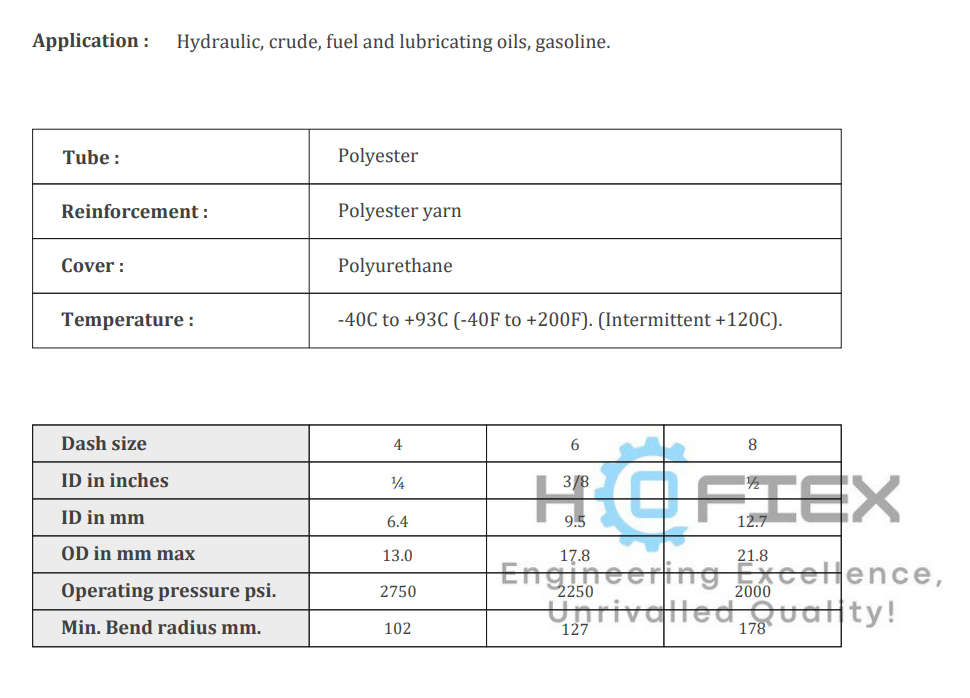 Application : Hydraulic, crude, fuel and lubricating oils, gasoline.
Tube : Polyester
Reinforcement : Polyester yarn
Cover : Polyurethane
Temperature : -40C to +93C (-40F to +200F). (Intermittent +120C).
Dash size 4 6 8
ID in inches ¼ 3/8 ½
ID in mm 6.4 9.5 12.7
OD in mm max 13.0 17.8 21.8
Operating pressure psi. 2750 2250 2000
Min. Bend radius mm. 102 127 178
HOFIEX
Engineering Excellence,
Unrivalled Quality!